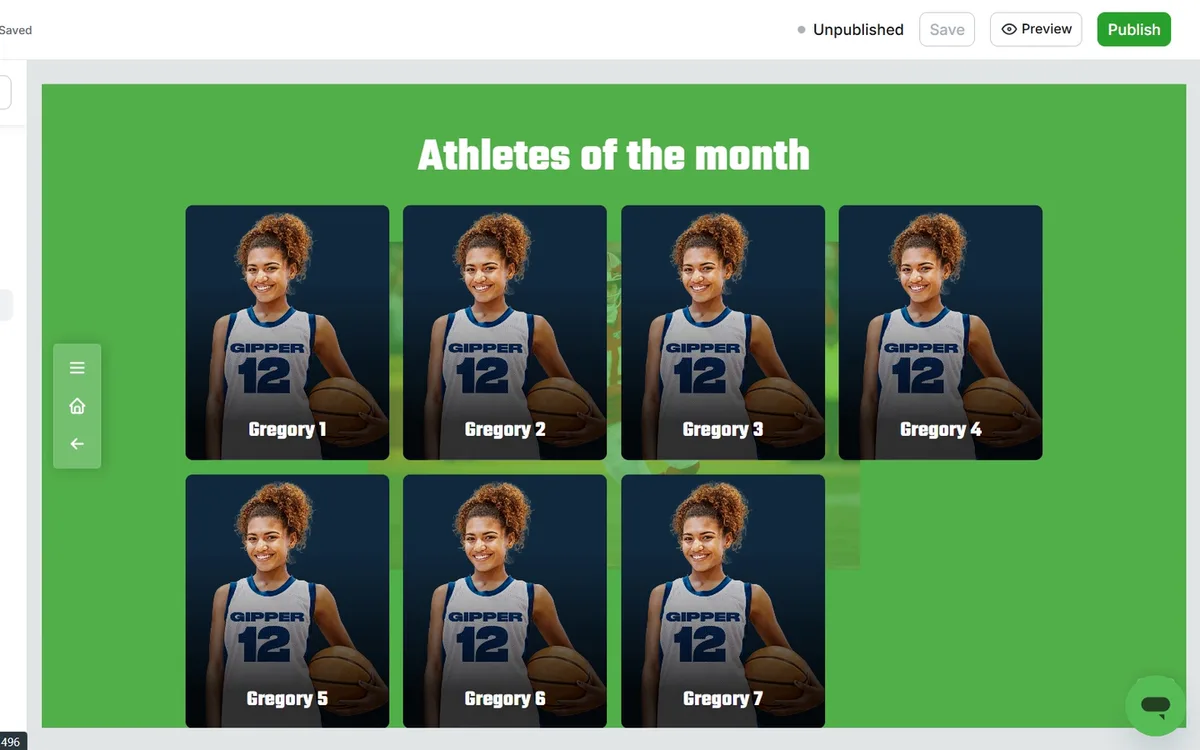 Saved
Unpublished
Save
Preview
Publish
Athletes of the month
GIPPER
12
Gregory 1
GIPPER
12
Gregory 2
GIPPER
12
Gregory 3
GIPPER
12
Gregory 4
GIPPER
12
Gregory 5
GIPPER
12
Gregory 6
GIPPER
12
Gregory 7
496